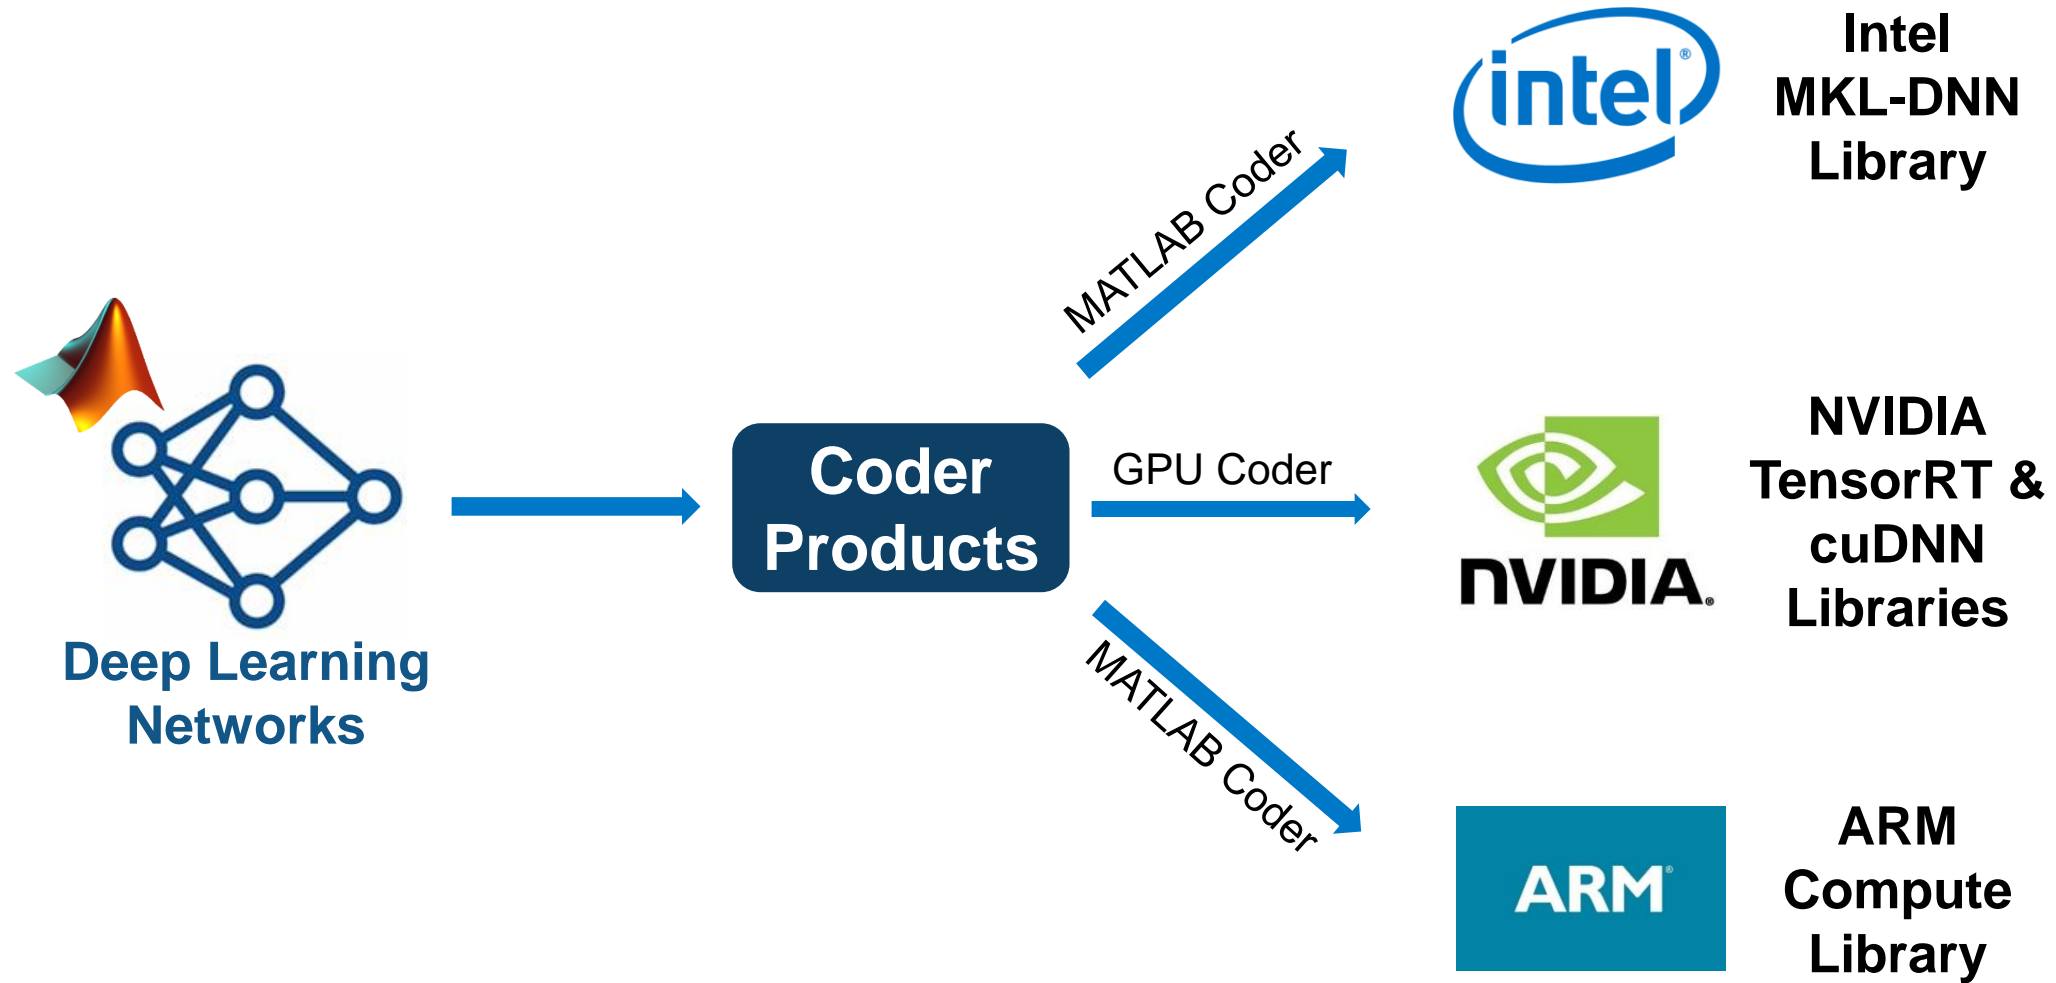 intel®
Intel
MKL-DNN
Library
MATLAB Coder
Deep Learning
Networks
Coder
Products
GPU Coder
NVIDIA.®
NVIDIA
TensorRT &
cuDNN
Libraries
MATLAB Coder
ARM®
ARM
Compute
Library